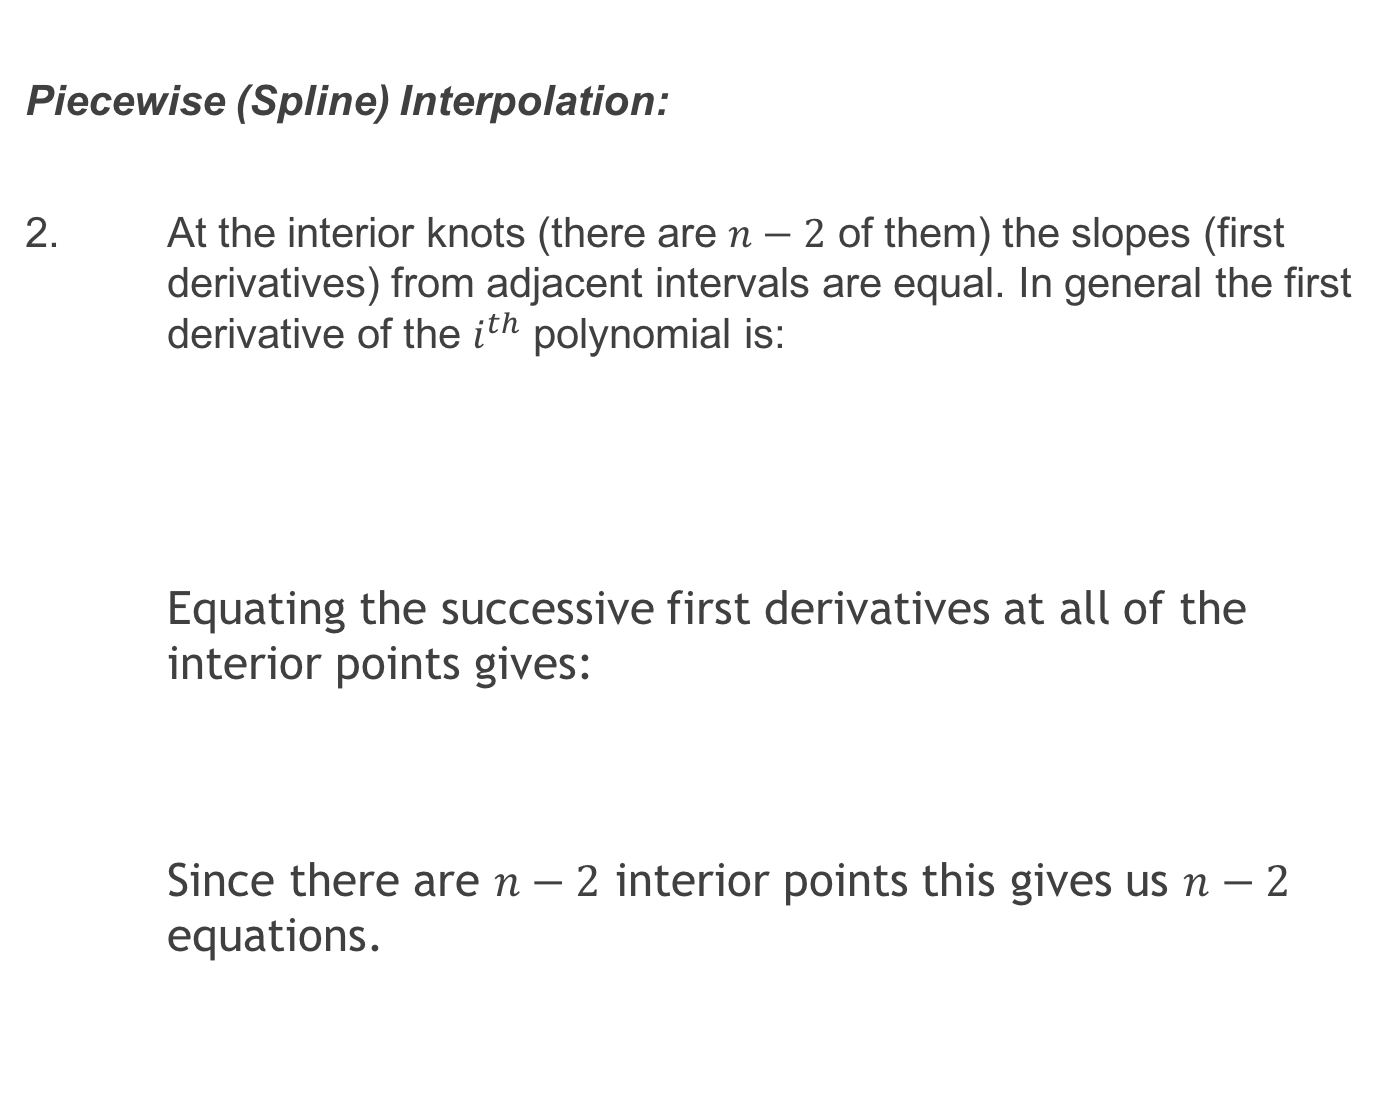 Piecewise (Spline) Interpolation:
2. At the interior knots (there are 𝑛 − 2 of them) the slopes (first
derivatives) from adjacent intervals are equal. In general the first
derivative of the 𝑖^𝑡ℎ polynomial is:
Equating the successive first derivatives at all of the
interior points gives:
Since there are 𝑛 − 2 interior points this gives us 𝑛 − 2
equations.